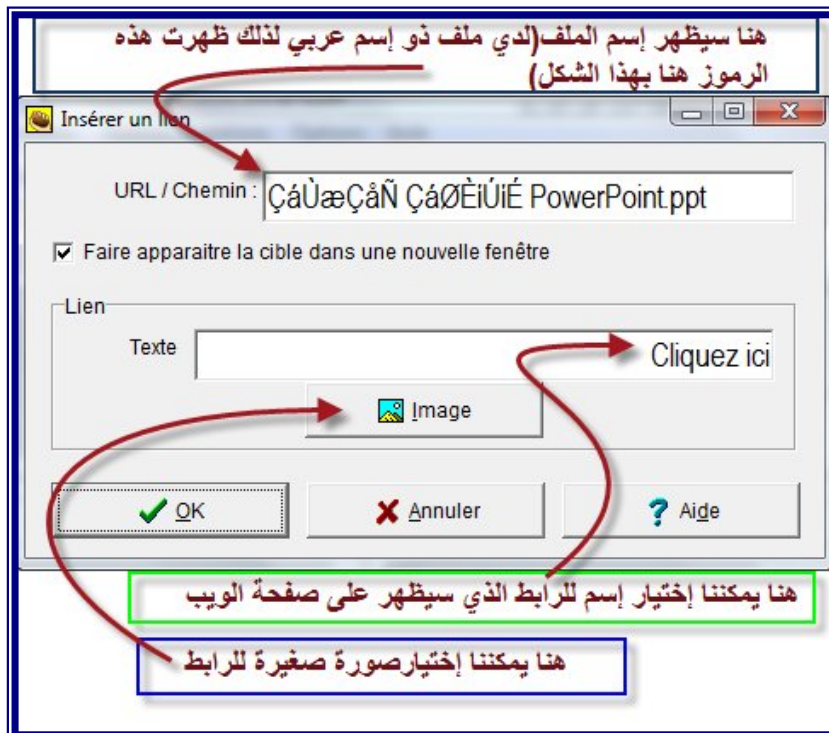 هنا سيظهر إسم الملف(لدي ملف ذو إسم عربي لذلك ظهرت هذه
الرموز هنا بهذا الشكل)
Insérer un lien
URL / Chemin : ÇáÙæÇåÑ ÇáØÈiÚiÉ PowerPoint.ppt
Faire apparaitre la cible dans une nouvelle fenêtre
Lien
Texte Cliquez ici
Image
OK Annuler Aide
هنا يمكننا إختيار إسم للرابط الذي سيظهر على صفحة الويب
هنا يمكننا إختيارصورة صغيرة للرابط